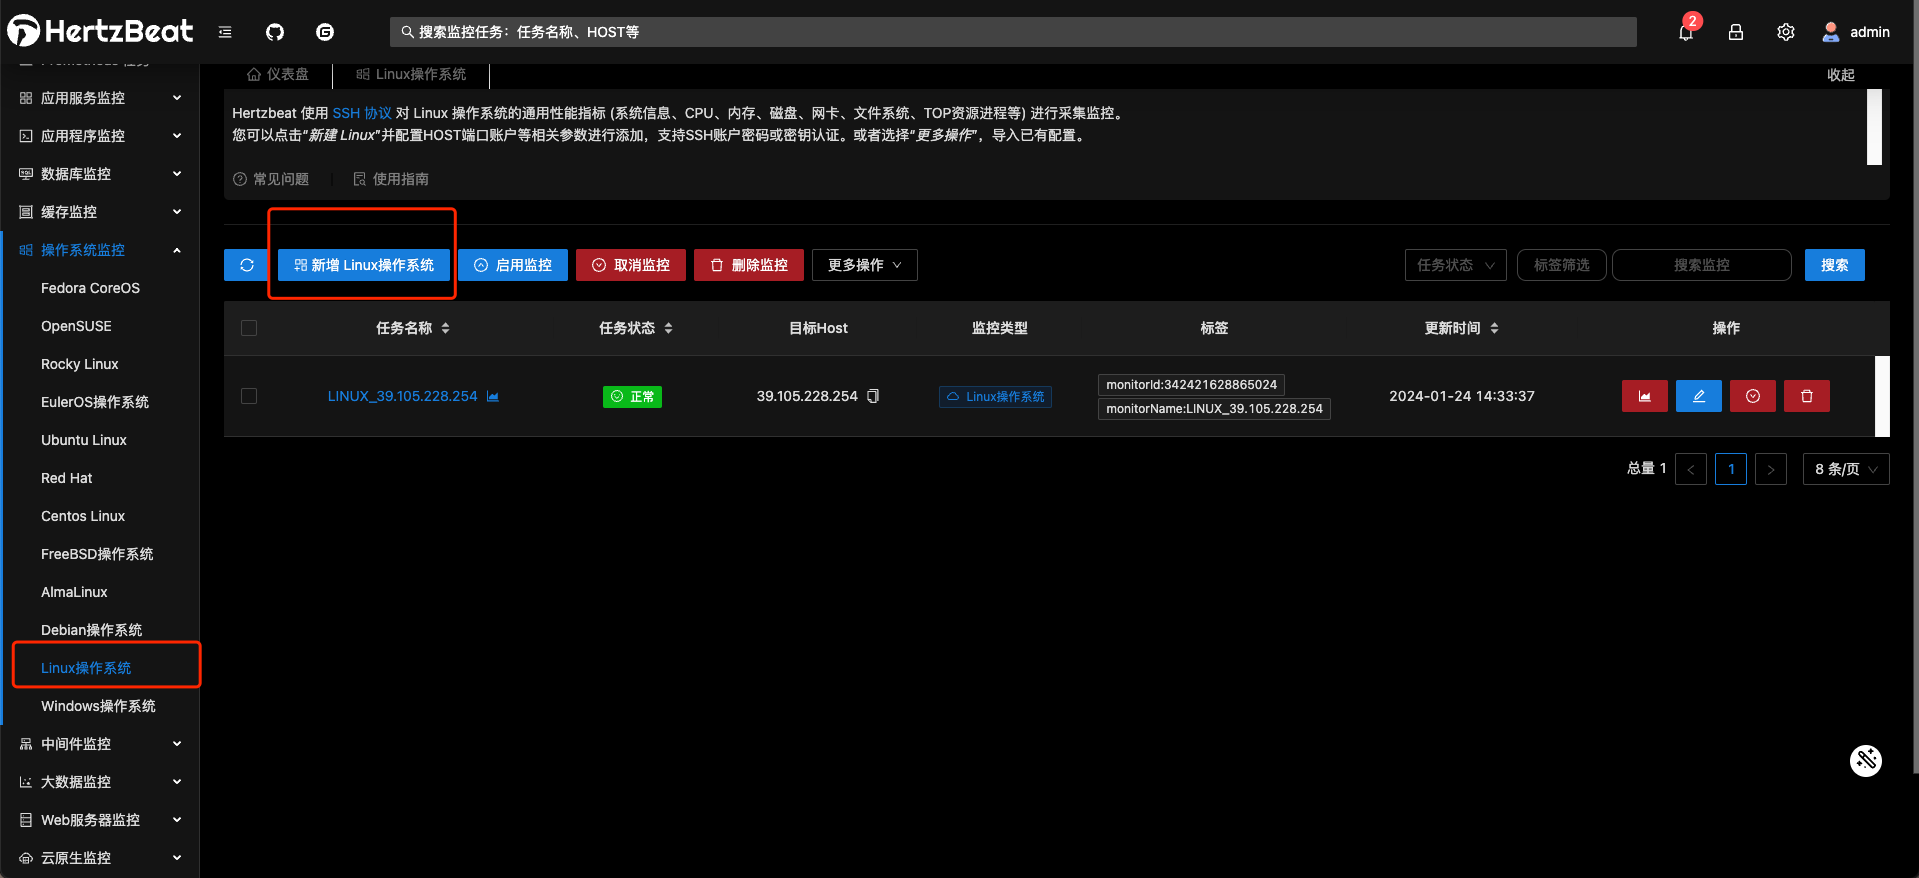 HertzBeat
搜索监控任务：任务名称、HOST等
2
admin
仪表盘
Linux操作系统
收起
Hertzbeat 使用 SSH 协议 对 Linux 操作系统的通用性能指标 (系统信息、CPU、内存、磁盘、网卡、文件系统、TOP资源进程等) 进行采集监控。
您可以点击“新建 Linux”并配置HOST端口账户等相关参数进行添加，支持SSH账户密码或密钥认证。或者选择“更多操作”，导入已有配置。
常见问题
使用指南
应用服务监控
应用程序监控
数据库监控
缓存监控
操作系统监控
Fedora CoreOS
OpenSUSE
Rocky Linux
EulerOS操作系统
Ubuntu Linux
Red Hat
Centos Linux
FreeBSD操作系统
AlmaLinux
Debian操作系统
Linux操作系统
Windows操作系统
中间件监控
大数据监控
Web服务器监控
云原生监控
新增 Linux操作系统
启用监控
取消监控
删除监控
更多操作
任务状态
标签筛选
搜索监控
搜索
任务名称
任务状态
目标Host
监控类型
标签
更新时间
操作
LINUX_39.105.228.254
正常
39.105.228.254
Linux操作系统
monitorId:342421628865024
monitorName:LINUX_39.105.228.254
2024-01-24 14:33:37
总量 1
1
8 条/页